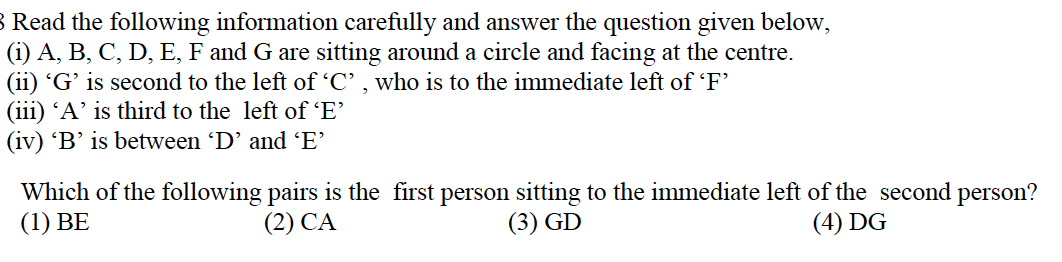 8 Read the following information carefully and answer the question given below,
(i) A, B, C, D, E, F and G are sitting around a circle and facing at the centre.
(ii) ‘G’ is second to the left of ‘C’ , who is to the immediate left of ‘F’
(iii) ‘A’ is third to the left of ‘E’
(iv) ‘B’ is between ‘D’ and ‘E’
Which of the following pairs is the first person sitting to the immediate left of the second person?
(1) BE (2) CA (3) GD (4) DG